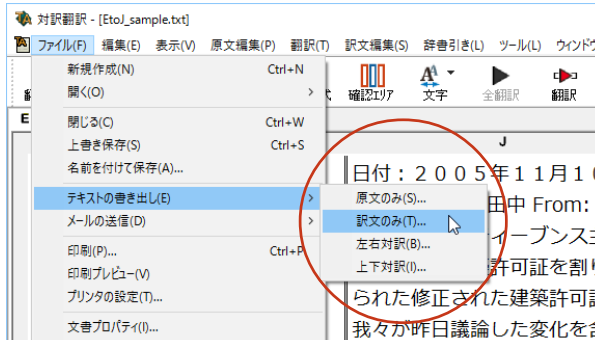 対訳翻訳 - [EtoJ_sample.txt]
ファイル(F) 編集(E) 表示(V) 原文編集(P) 翻訳(T) 訳文編集(S) 辞書引き(L) ツール(L) ウィンドウ
新規作成(N) Ctrl+N
開く(O) >
閉じる(C) Ctrl+W
上書き保存(S) Ctrl+S
名前を付けて保存(A)...
テキストの書き出し(E) >
メールの送信(D) >
印刷(P)... Ctrl+P
印刷プレビュー(V)
プリンタの設定(T)...
文書プロパティ(I)...
原文のみ(S)...
訳文のみ(T)...
左右対訳(B)...
上下対訳(I)...
確認エリア 文字 全翻訳 翻訳
E J
日付：２００５年１１月１
田中 From:
ィーブンス
許可証を割り
られた修正された建築許可
我々が昨日議論した変化を